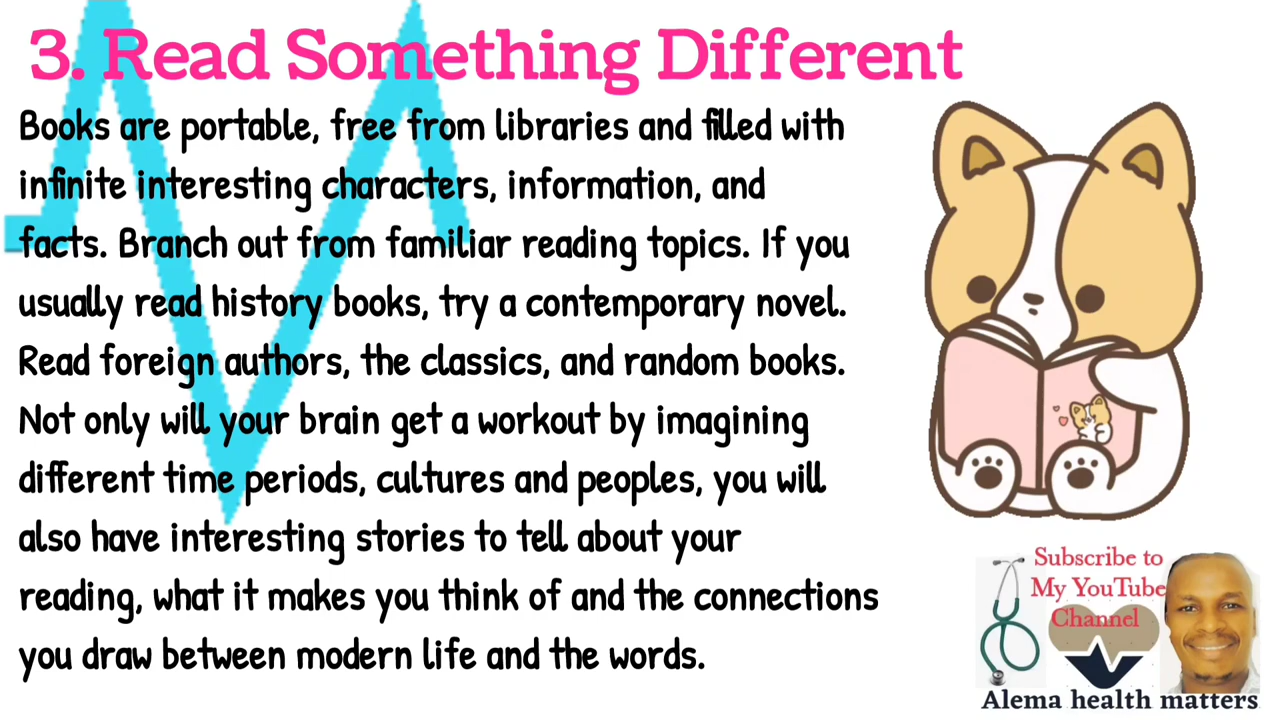 3. Read Something Different
Books are portable, free from libraries and filled with
infinite interesting characters, information, and
facts. Branch out from familiar reading topics. If you
usually read history books, try a contemporary novel.
Read foreign authors, the classics, and random books.
Not only will your brain get a workout by imagining
different time periods, cultures and peoples, you will
also have interesting stories to tell about your
reading, what it makes you think of and the connections
you draw between modern life and the words.
Subscribe to
My YouTube
Channel
Alema health matters